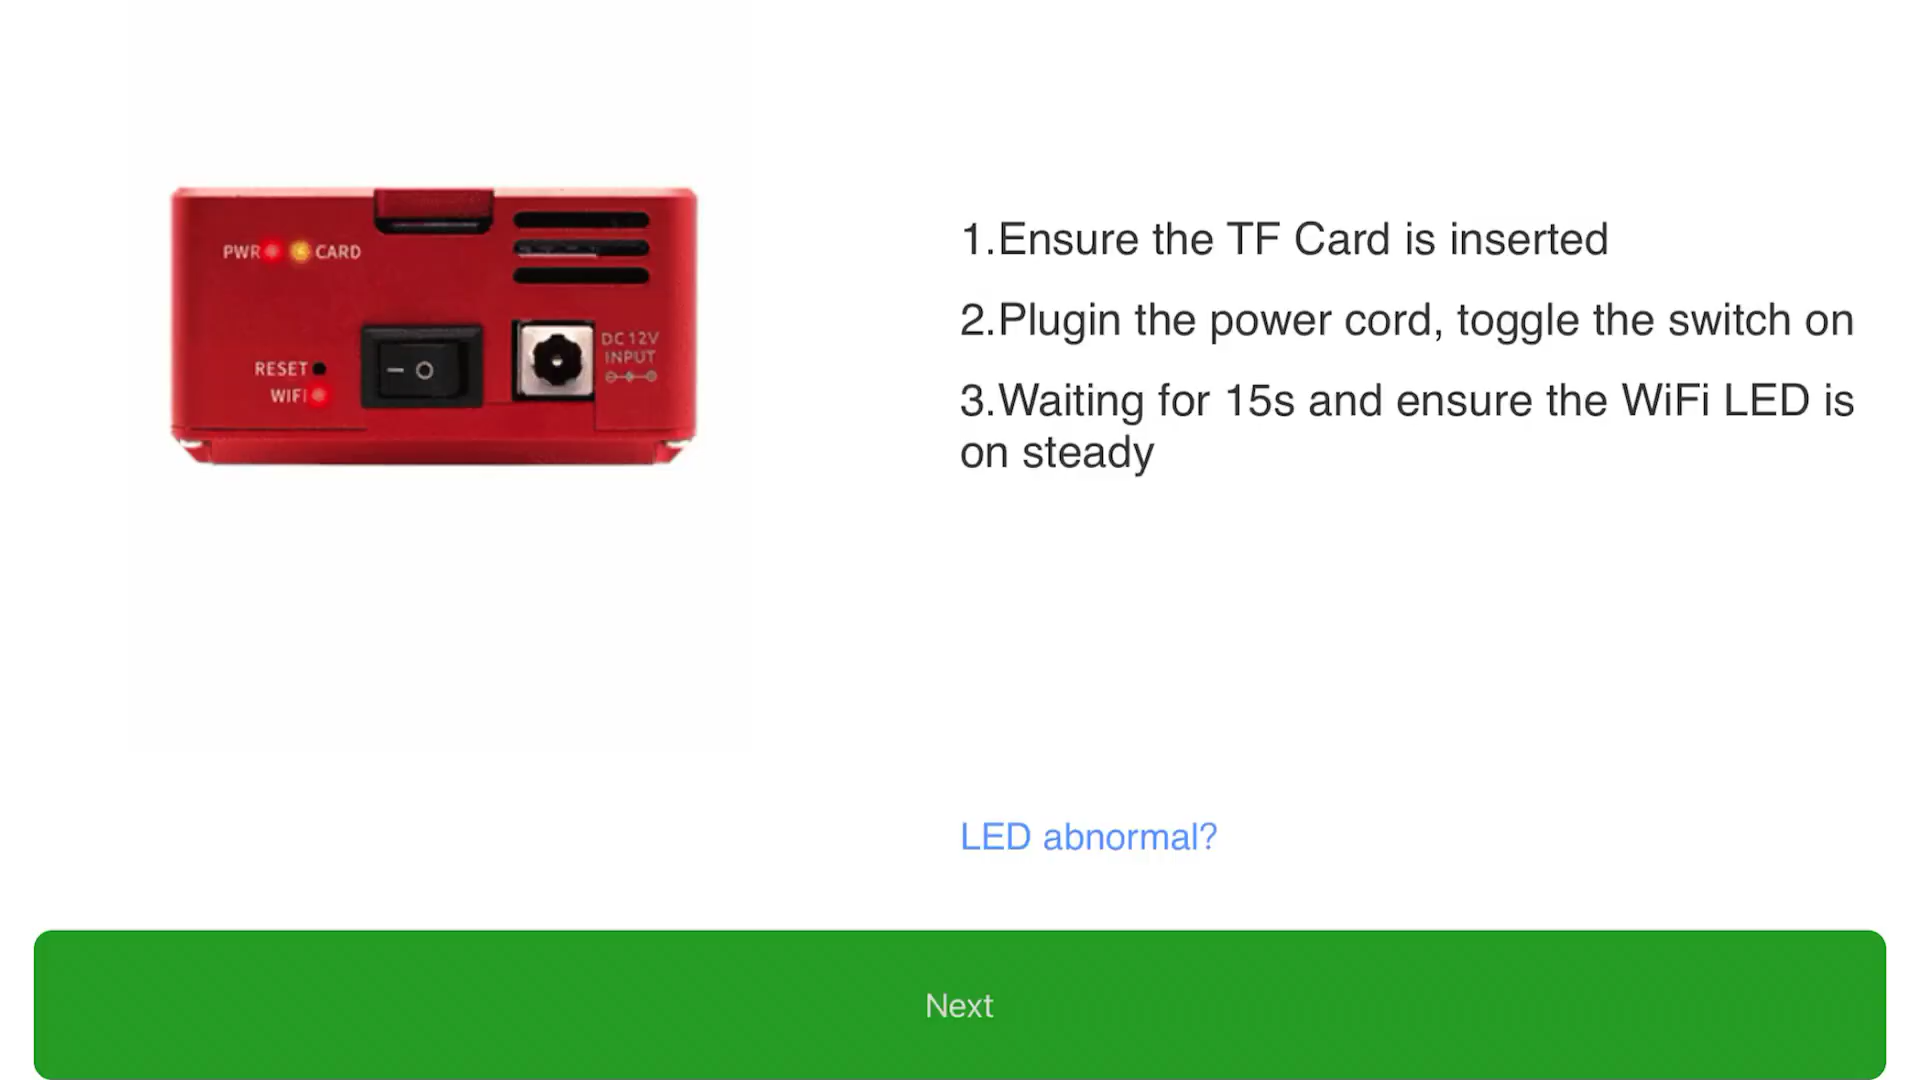 PWR CARD
RESET
WIFI
– O
DC 12V
INPUT
1.Ensure the TF Card is inserted
2.Plugin the power cord, toggle the switch on
3.Waiting for 15s and ensure the WiFi LED is
on steady
LED abnormal?
Next